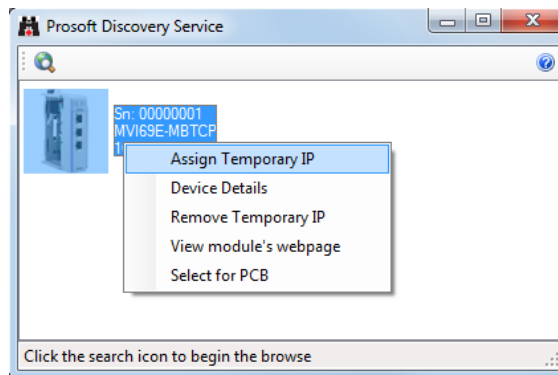 Prosoft Discovery Service
Sn: 00000001
MVI69E-MBTCP
1
Assign Temporary IP
Device Details
Remove Temporary IP
View module's webpage
Select for PCB
Click the search icon to begin the browse